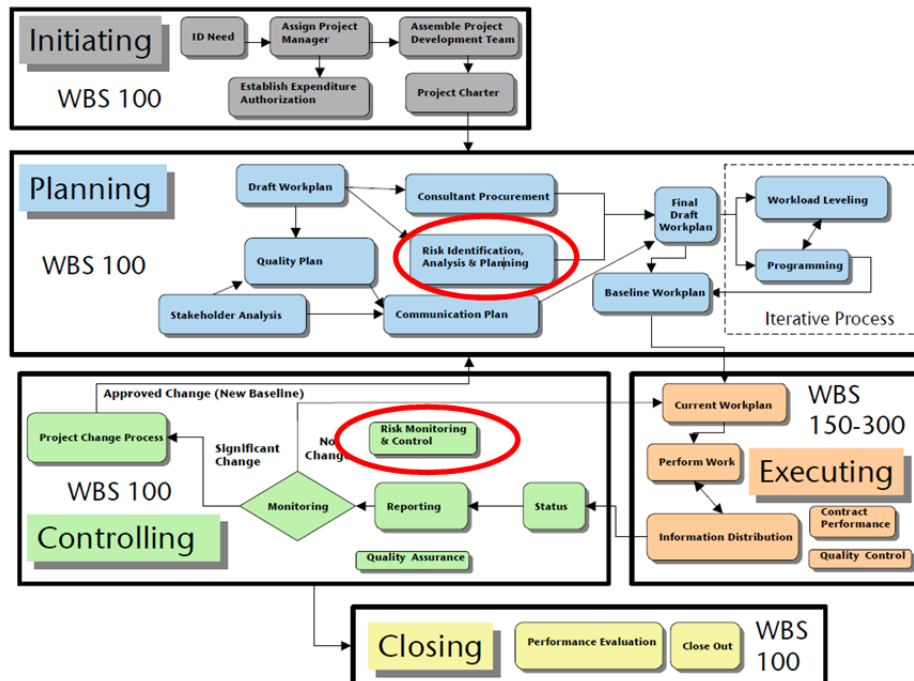 Initiating
WBS 100
ID Need
Assign Project
Manager
Assemble Project
Development Team
Establish Expenditure
Authorization
Project Charter
Planning
WBS 100
Draft Workplan
Consultant Procurement
Final
Draft
Workplan
Workload Leveling
Quality Plan
Risk Identification,
Analysis & Planning
Programming
Baseline Workplan
Stakeholder Analysis
Communication Plan
Iterative Process
Approved Change (New Baseline)
Project Change Process
Significant
Change
No
Change
Risk Monitoring
& Control
WBS 100
Controlling
Monitoring
Reporting
Status
Quality Assurance
Current Workplan
WBS
150-300
Perform Work
Executing
Contract
Performance
Information Distribution
Quality Control
Closing
Performance Evaluation
Close Out
WBS
100